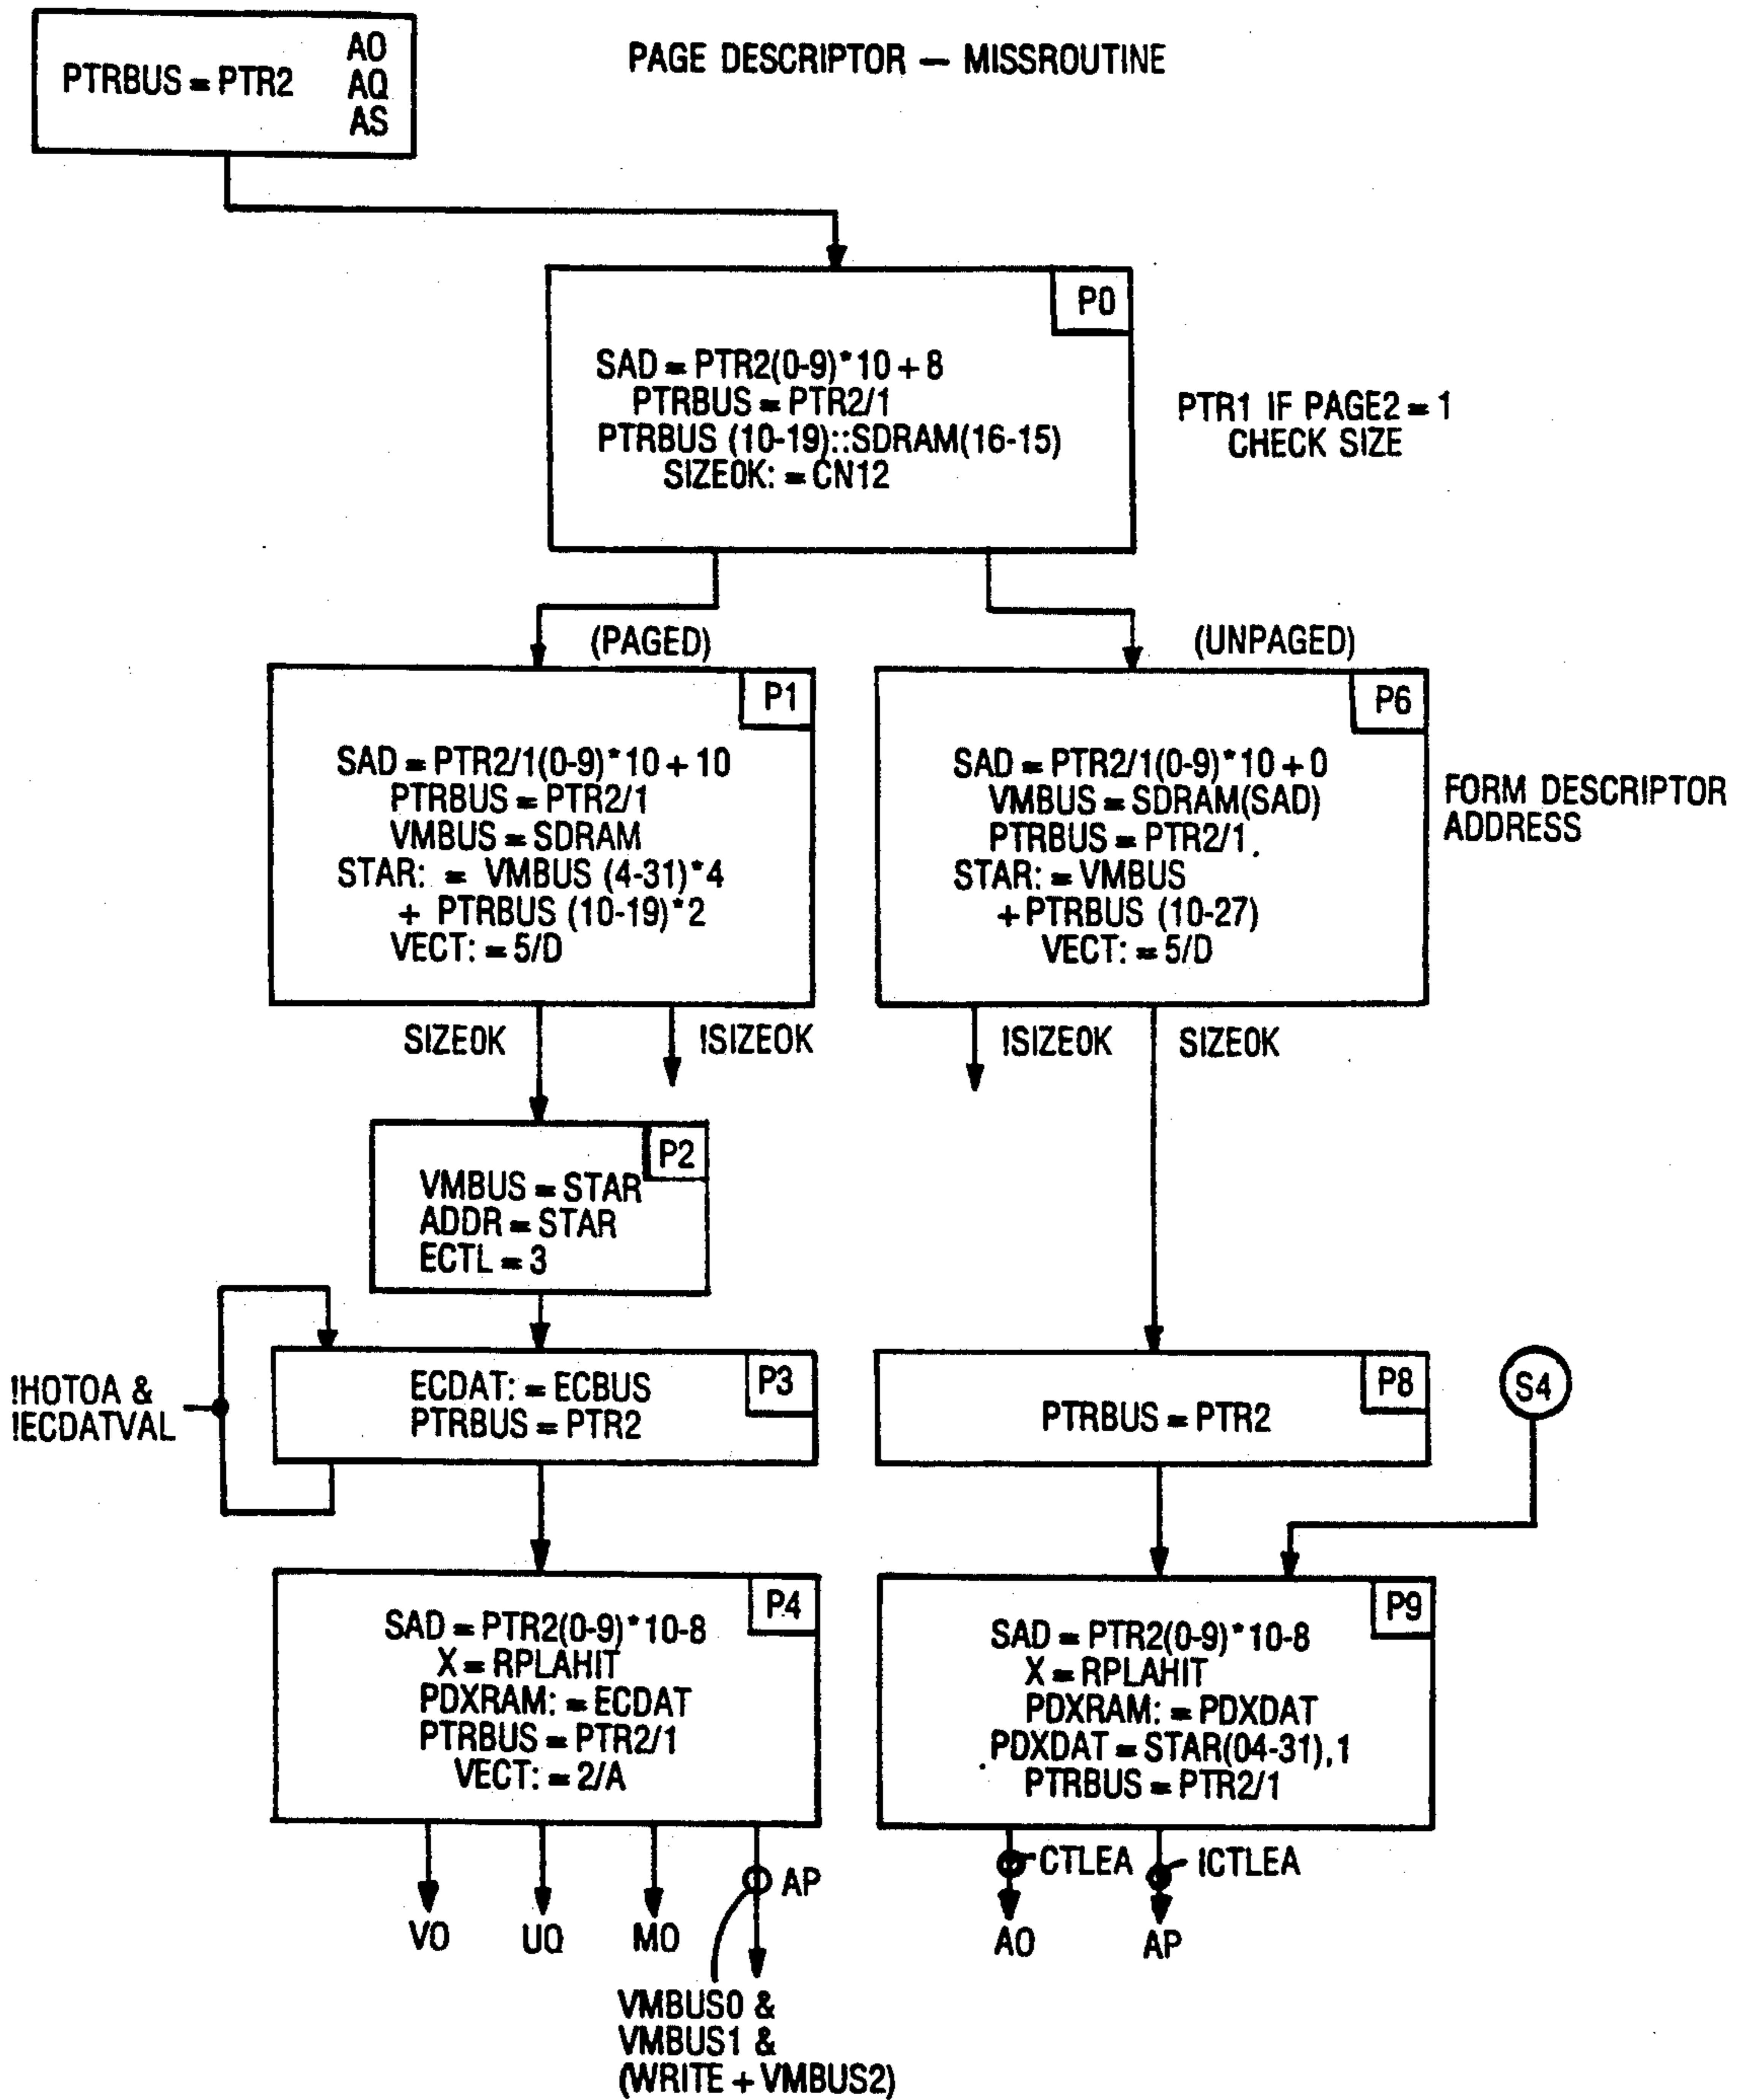 PTRBUS = PTR2
AO
AQ
AS
PAGE DESCRIPTOR — MISSROUTINE
P0
SAD = PTR2(0-9)*10 + 8
PTRBUS = PTR2/1
PTRBUS (10-19)::SDRAM(16-15)
SIZEOK: = CN12
PTR1 IF PAGE2 = 1
CHECK SIZE
(PAGED)
(UNPAGED)
P1
SAD = PTR2/1(0-9)*10 + 10
PTRBUS = PTR2/1
VMBUS = SDRAM
STAR: = VMBUS (4-31)*4
+ PTRBUS (10-19)*2
VECT: = 5/D
P6
SAD = PTR2/1(0-9)*10 + 0
VMBUS = SDRAM(SAD)
PTRBUS = PTR2/1
STAR: = VMBUS
+ PTRBUS (10-27)
VECT: = 5/D
FORM DESCRIPTOR
ADDRESS
SIZEOK
!SIZEOK
!SIZEOK
SIZEOK
P2
VMBUS = STAR
ADDR = STAR
ECTL = 3
!HOTOA &
!ECDATVAL
P3
ECDAT: = ECBUS
PTRBUS = PTR2
P8
PTRBUS = PTR2
S4
P4
SAD = PTR2(0-9)*10-8
X = RPLAHIT
PDXRAM: = ECDAT
PTRBUS = PTR2/1
VECT: = 2/A
P9
SAD = PTR2(0-9)*10-8
X = RPLAHIT
PDXRAM: = PDXDAT
PDXDAT = STAR(04-31),1
PTRBUS = PTR2/1
AP
CTLEA
!CTLEA
VO
UQ
MO
AO
AP
VMBUS0 &
VMBUS1 &
(WRITE + VMBUS2)